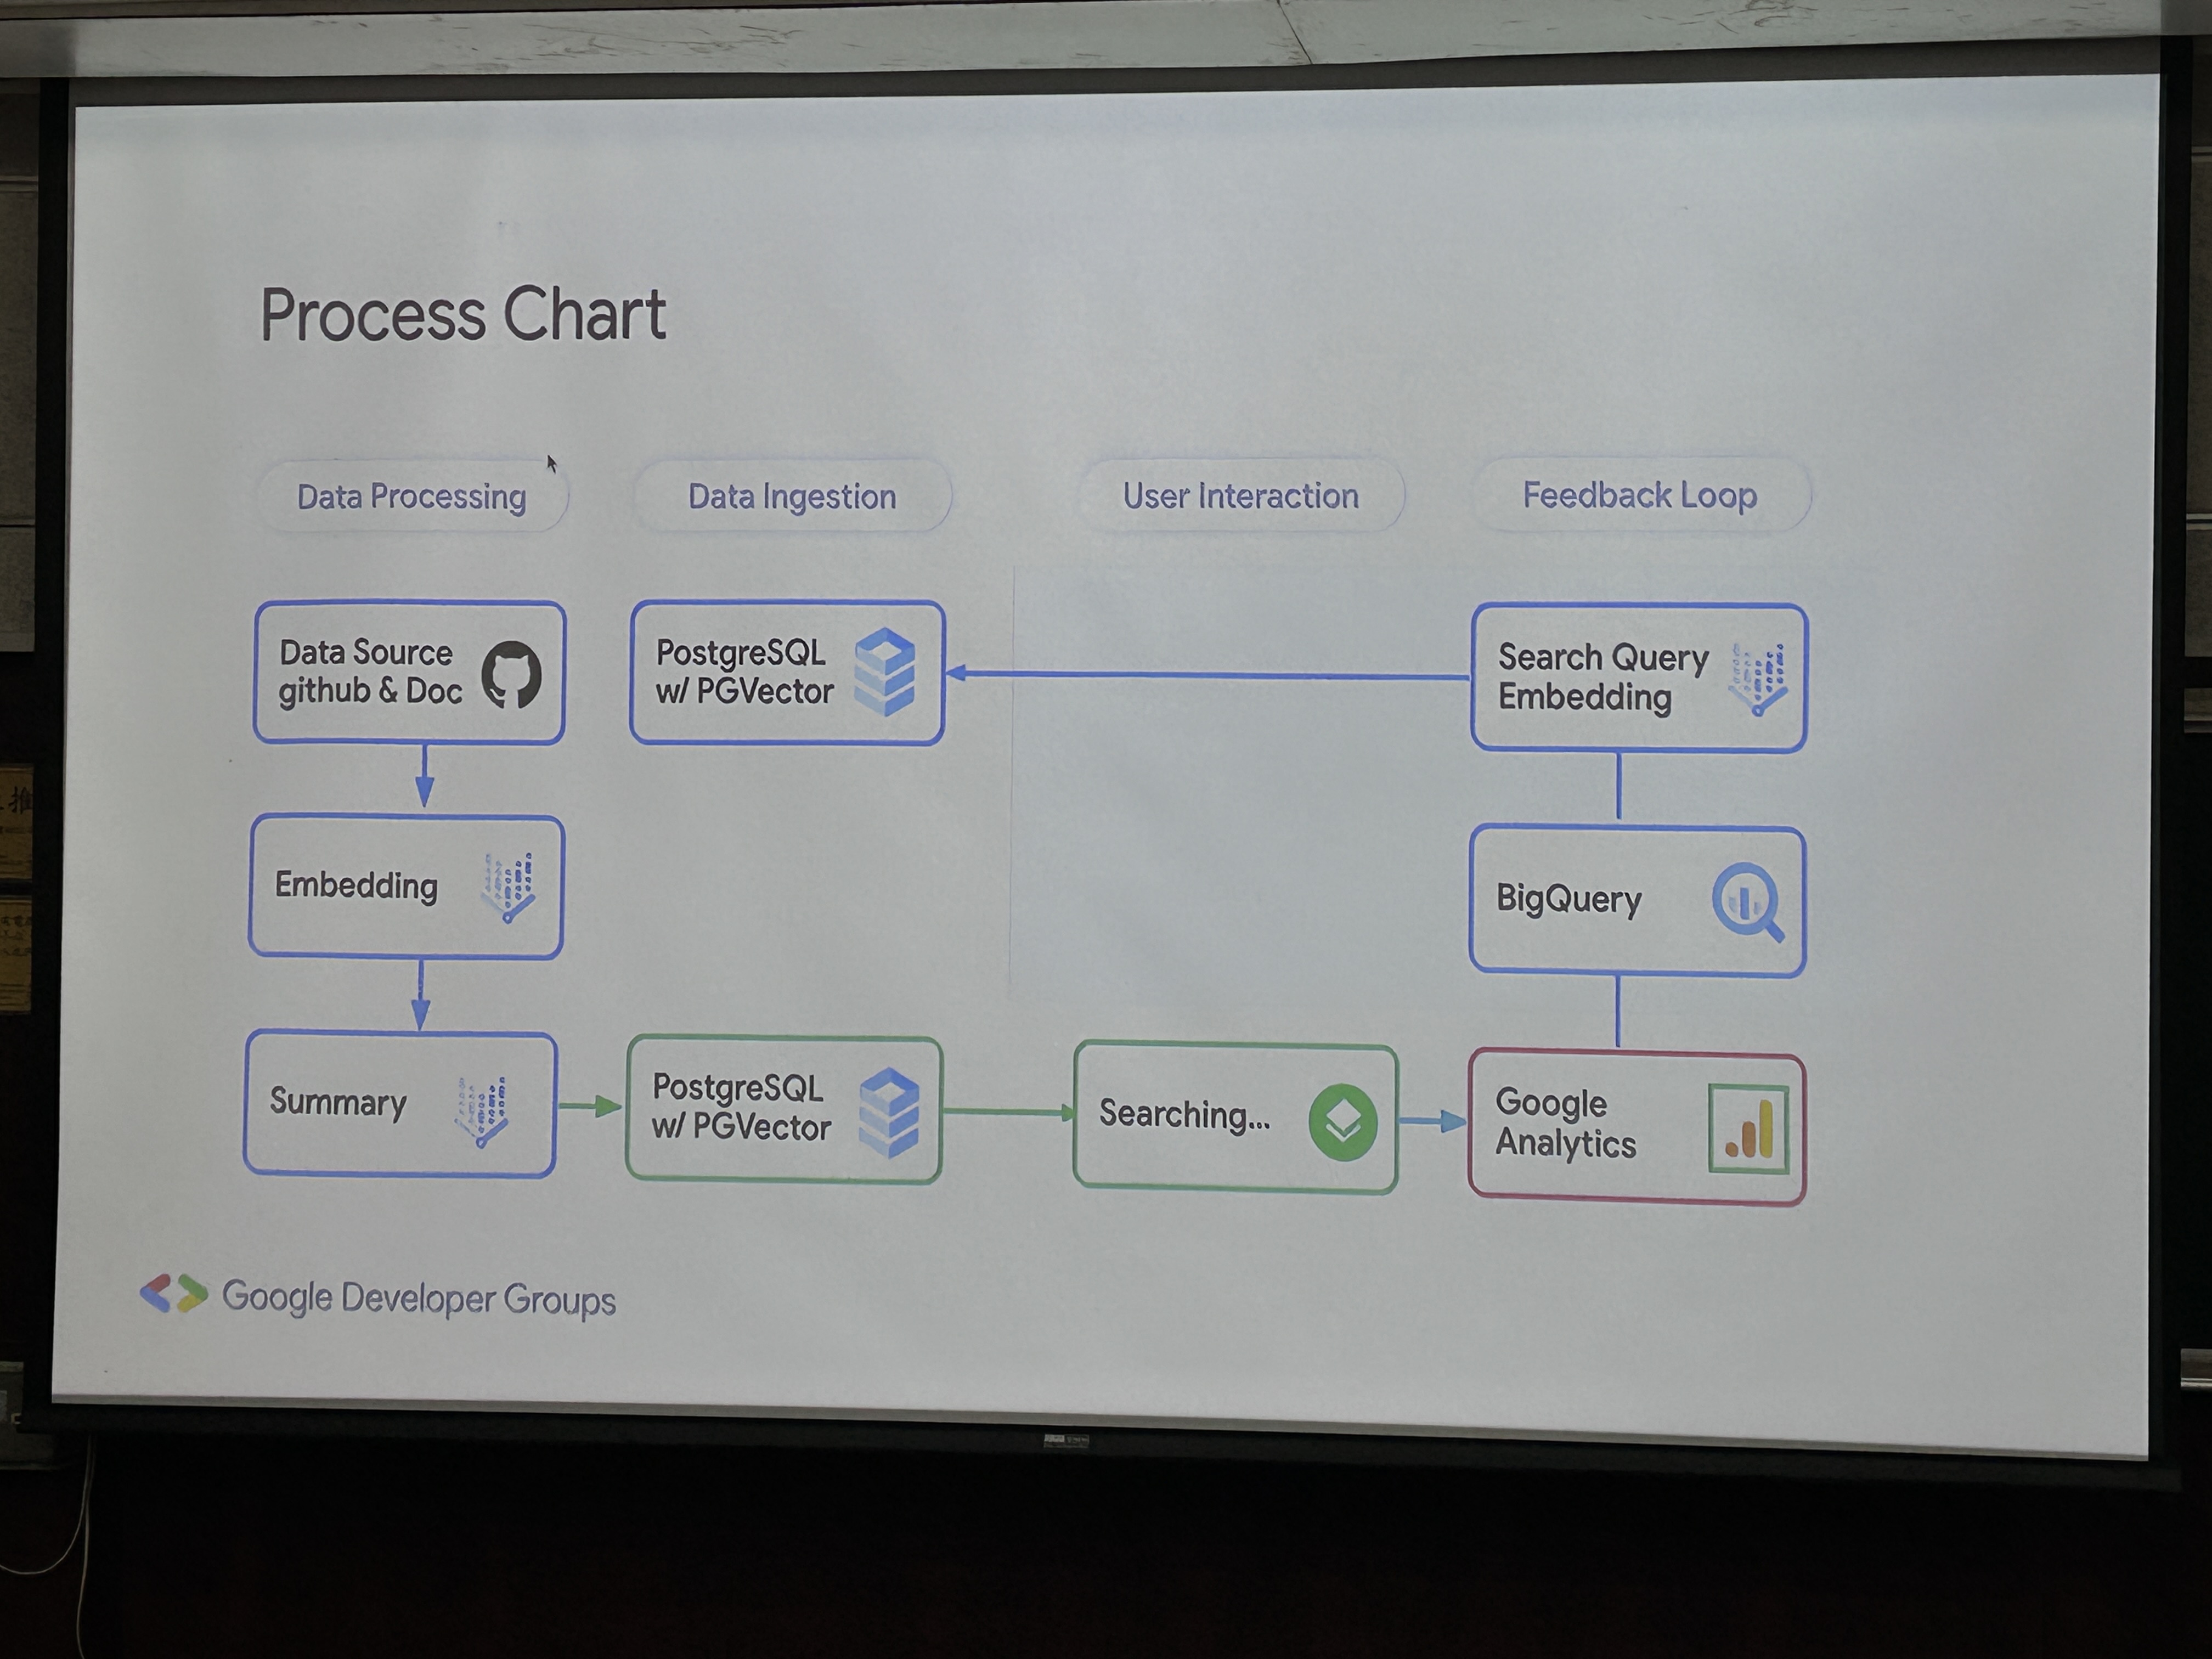 Process Chart
Data Processing
Data Ingestion
User Interaction
Feedback Loop
Data Source
github & Doc
PostgreSQL
w/ PGVector
Search Query
Embedding
Embedding
BigQuery
Summary
PostgreSQL
w/ PGVector
Searching...
Google
Analytics
Google Developer Groups
推